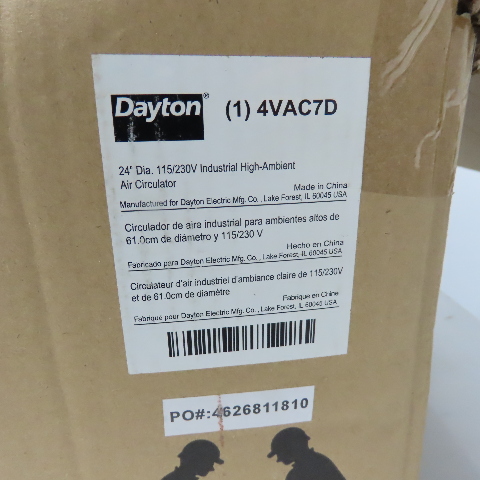 Dayton® (1) 4VAC7D
24" Dia. 115/230V Industrial High-Ambient
Air Circulator
Made in China
Manufactured for Dayton Electric Mfg. Co. , Lake Forest, IL 60045 USA
Circulador de aira industrial para ambientes altos de
61.0cm de diámetro y 115/230 V
Hecho en China
Fabricado para Dayton Electric Mfg. Co. , Lake Forest, IL 60045 USA.
Circulateur d'air industriel d'ambiance claire de 115/230V
et de 61.0cm de diamètre
Fabriquè en Chine
Fabriquè pour Dayton Electric Mfg. Co. , Lake Forest, IL 60045 USA.
PO#:4626811810